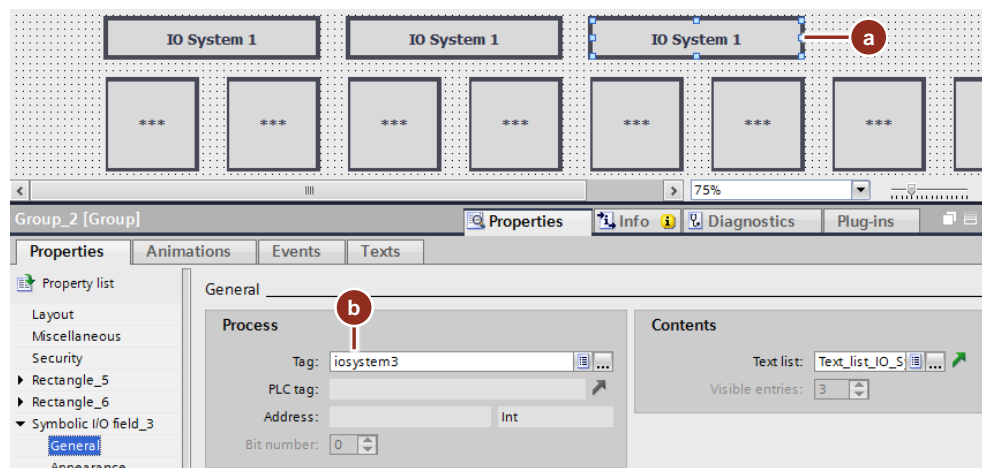 IO System 1 IO System 1 IO System 1 a
*** *** *** *** *** *** ***
75%
Group_2 [Group] Properties Info Diagnostics Plug-ins
Properties Animations Events Texts
Property list General
b
Layout Process Contents
Miscellaneous
Security Tag: iosystem3 ... Text list: Text_list_IO_S ...
Rectangle_5 PLC tag: Visible entries: 3
Rectangle_6
Symbolic I/O field_3 Address: Int
General Bit number: 0
Appearance